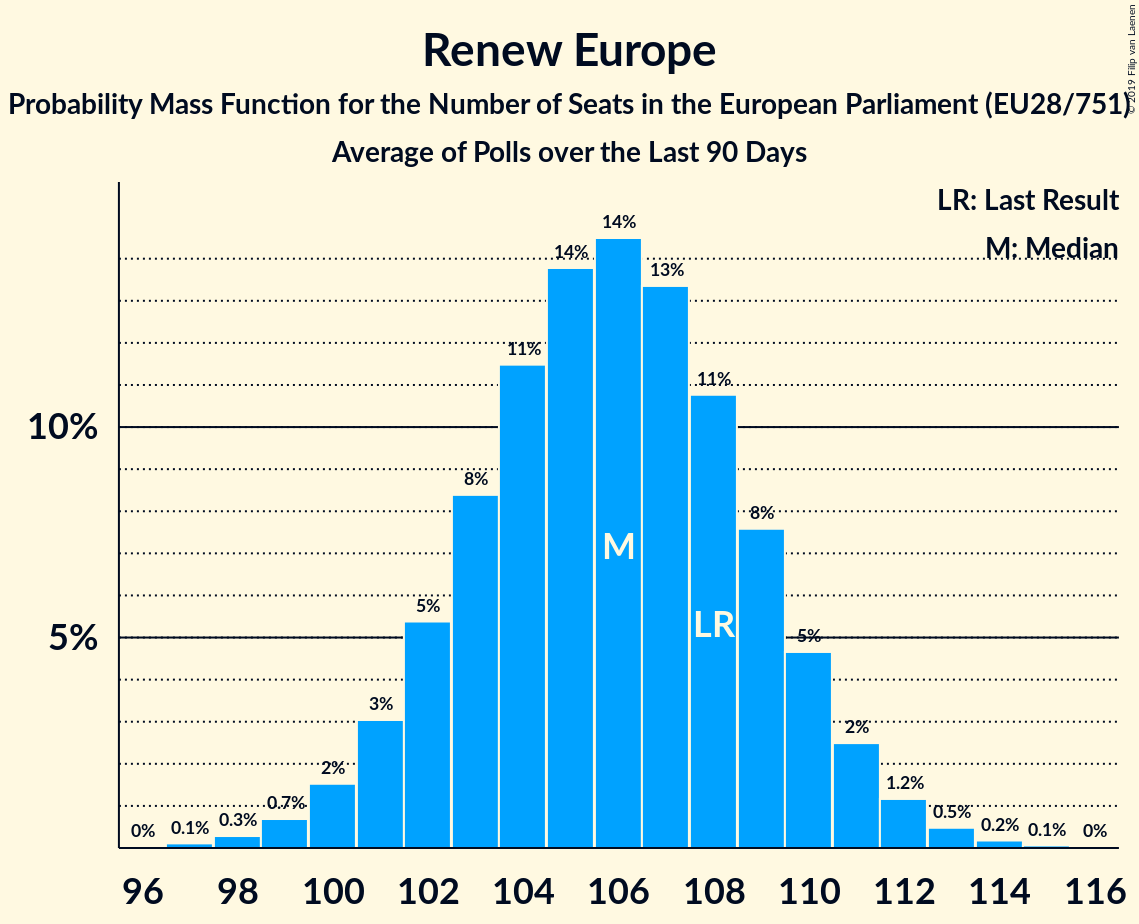 Renew Europe
Probability Mass Function for the Number of Seats in the European Parliament (EU28/751)
Average of Polls over the Last 90 Days
© 2019 Filip van Laenen
LR: Last Result
M: Median
14%
14%
13%
11%
11%
10%
8%
8%
M
5%
LR
5%
5%
3%
2%
2%
1.2%
0.7%
0.5%
0.3%
0.2%
0.1%
0.1%
0%
0%
96 98 100 102 104 106 108 110 112 114 116